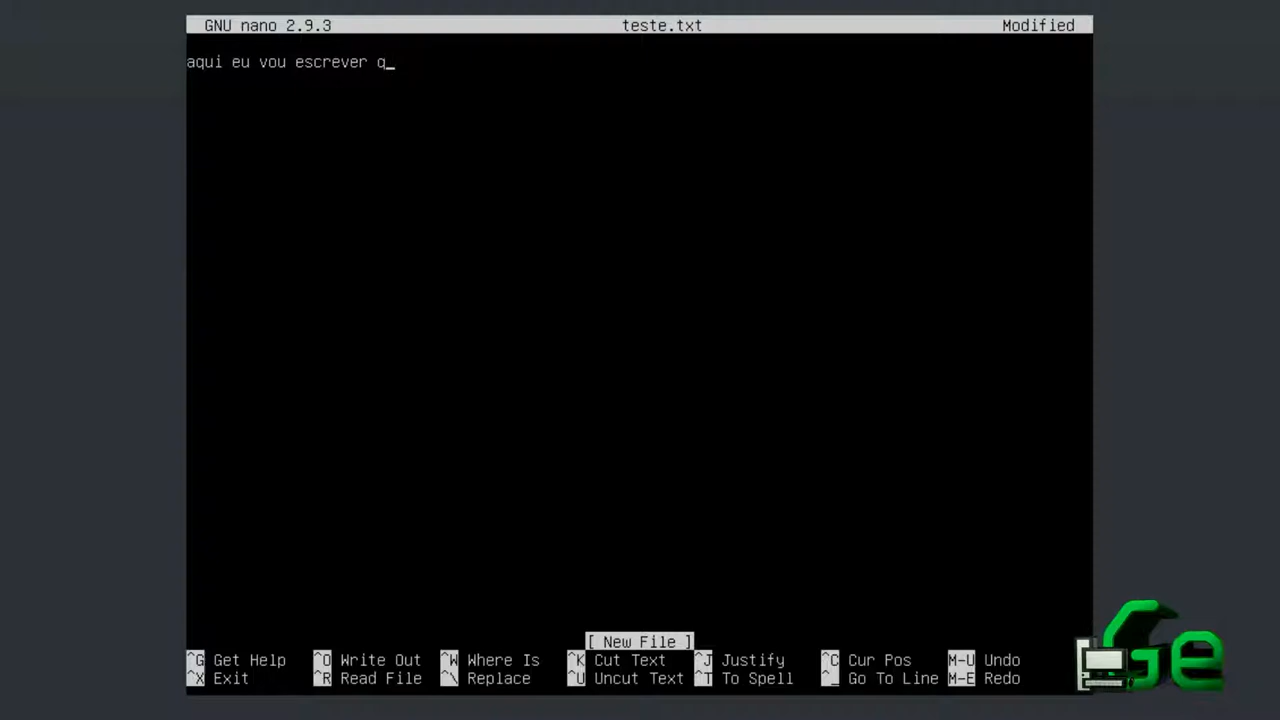 GNU nano 2.9.3 teste.txt Modified
aqui eu vou escrever q_
[ New File ]
^G Get Help ^O Write Out ^W Where Is ^K Cut Text ^J Justify ^C Cur Pos M-U Undo
^X Exit ^R Read File ^\ Replace ^U Uncut Text ^T To Spell ^_ Go To Line M-E Redo
Ge